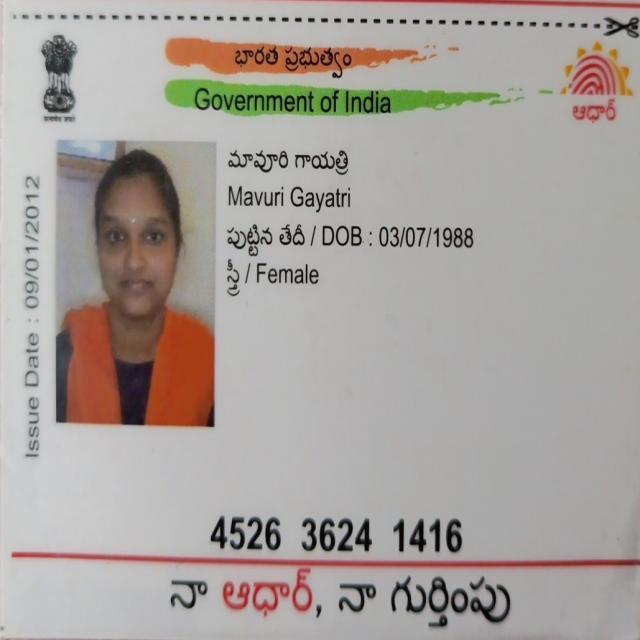 భారత ప్రభుత్వం
Government of India
ఆధార్
Issue Date : 09/01/2012
మావూరి గాయత్రి
Mavuri Gayatri
పుట్టిన తేదీ / DOB : 03/07/1988
స్త్రీ / Female
4526 3624 1416
నా ఆధార్, నా గుర్తింపు